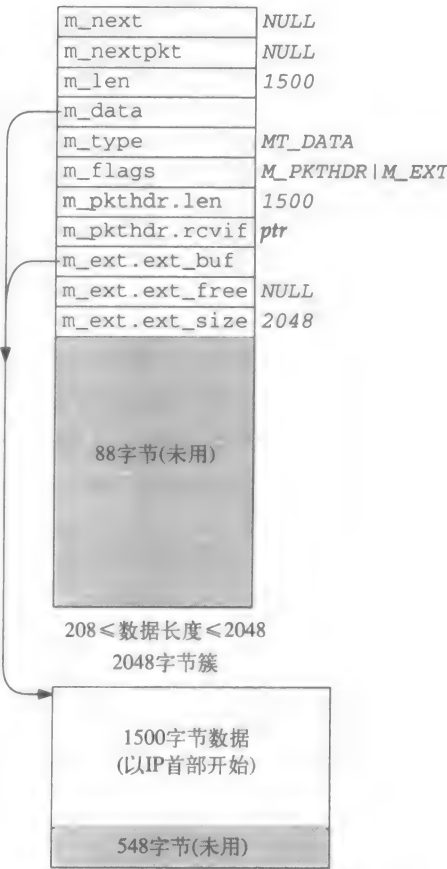 m_next NULL
m_nextpkt NULL
m_len 1500
m_data
m_type MT_DATA
m_flags M_PKTHDR|M_EXT
m_pkthdr.len 1500
m_pkthdr.rcvif ptr
m_ext.ext_buf
m_ext.ext_free NULL
m_ext.ext_size 2048
88字节(未用)
208≤数据长度≤2048
2048字节簇
1500字节数据
(以IP首部开始)
548字节(未用)